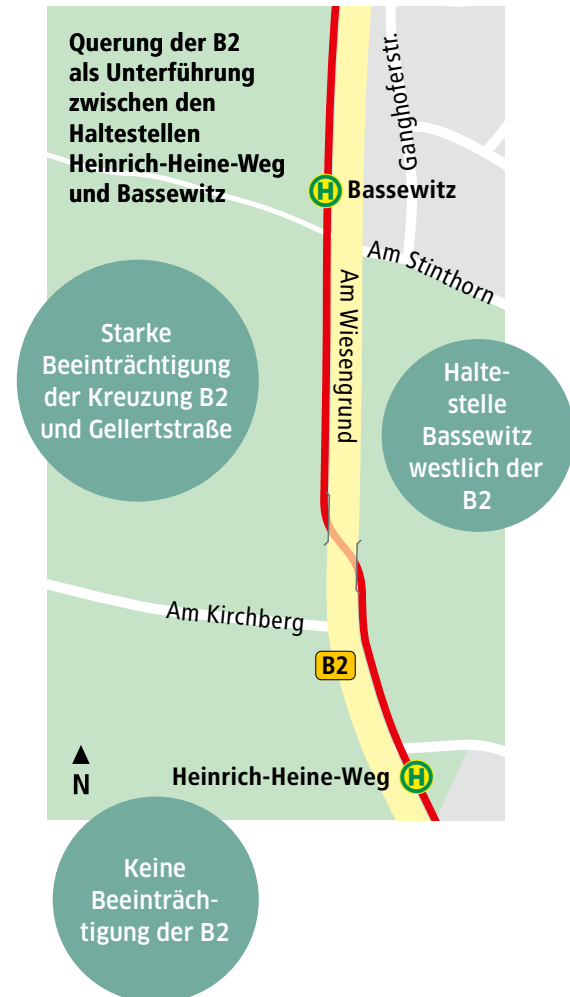 Querung der B2
als Unterführung
zwischen den
Haltestellen
Heinrich-Heine-Weg
und Bassewitz
Ganghoferstr.
H Bassewitz
Am Stinthorn
Am Wiesengrund
Starke
Beeinträchtigung
der Kreuzung B2
und Gellertstraße
Halte-
stelle
Bassewitz
westlich der
B2
Am Kirchberg
B2
N
Heinrich-Heine-Weg H
Keine
Beeinträch-
tigung der B2